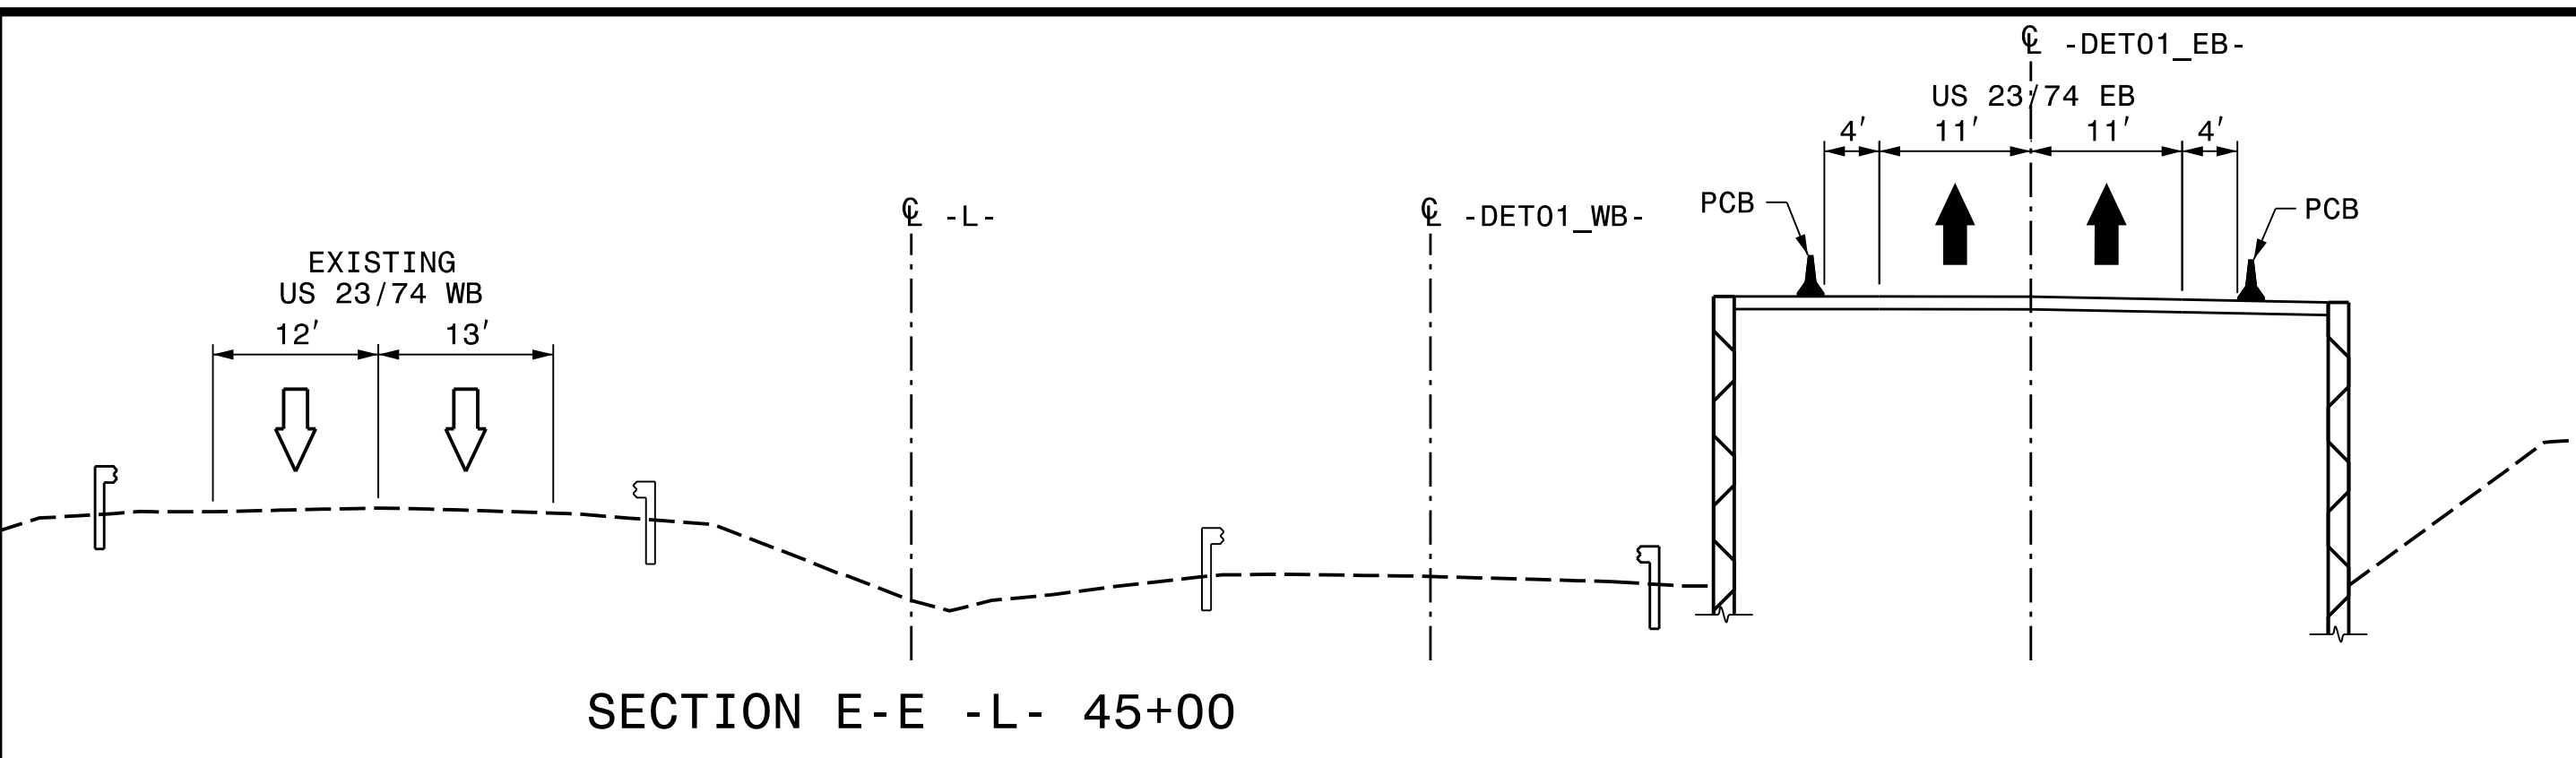 ℄ -DET01_EB-
US 23/74 EB
4' 11' 11' 4'
PCB PCB
℄ -L- ℄ -DET01_WB-
EXISTING
US 23/74 WB
12' 13'
SECTION E-E -L- 45+00